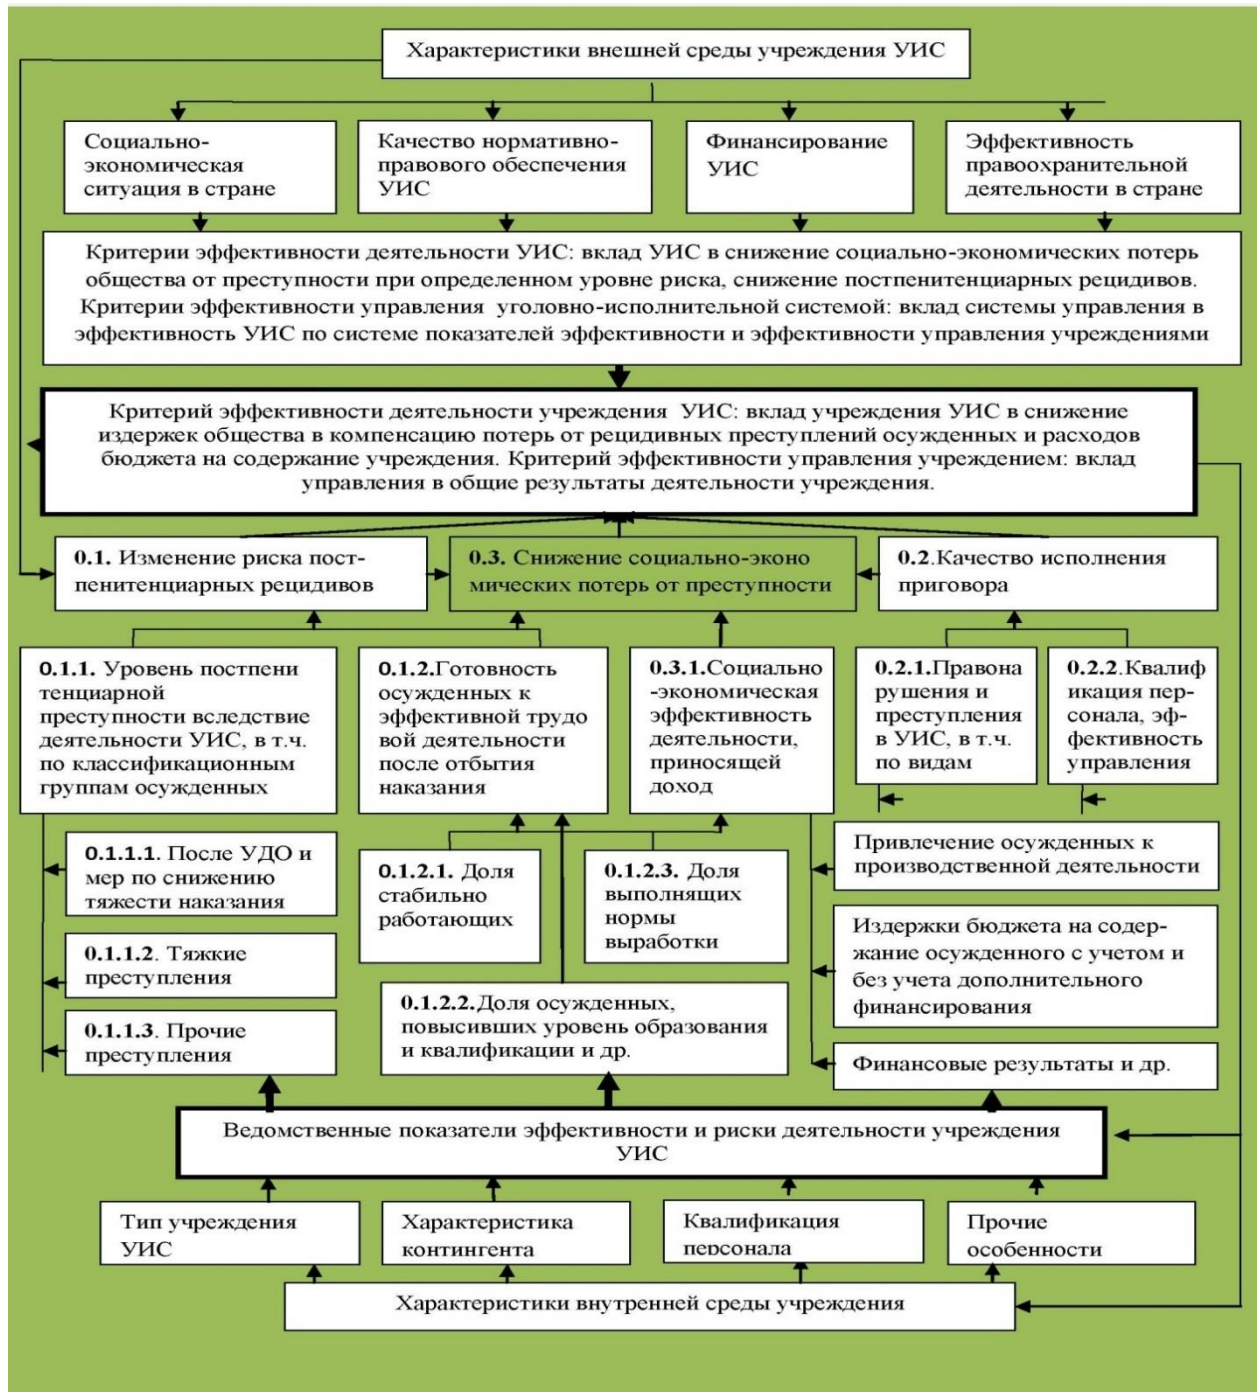 Характеристики внешней среды учреждения УИС
Социально-
экономическая
ситуация в стране
Качество нормативно-
правового обеспечения
УИС
Финансирование
УИС
Эффективность
правоохранительной
деятельности в стране
Критерии эффективности деятельности УИС: вклад УИС в снижение социально-экономических потерь
общества от преступности при определенном уровне риска, снижение постпенитенциарных рецидивов.
Критерии эффективности управления уголовно-исполнительной системой: вклад системы управления в
эффективность УИС по системе показателей эффективности и эффективности управления учреждениями
Критерий эффективности деятельности учреждения УИС: вклад учреждения УИС в снижение
издержек общества в компенсацию потерь от рецидивных преступлений осужденных и расходов
бюджета на содержание учреждения. Критерий эффективности управления учреждением: вклад
управления в общие результаты деятельности учреждения.
0.1. Изменение риска пост-
пенитенциарных рецидивов
0.3. Снижение социально-эконо
мических потерь от преступности
0.2.Качество исполнения
приговора
0.1.1. Уровень постпени
тенциарной
преступности вследствие
деятельности УИС, в т.ч.
по классификационным
группам осужденных
0.1.2.Готовность
осужденных к
эффективной трудо
вой деятельности
после отбытия
наказания
0.3.1.Социально
-экономическая
эффективность
деятельности,
приносящей
доход
0.2.1.Правона
рушения и
преступления
в УИС, в т.ч.
по видам
0.2.2.Квалиф
икация пер-
сонала, эф-
фективность
управления
0.1.1.1. После УДО и
мер по снижению
тяжести наказания
0.1.2.1. Доля
стабильно
работающих
0.1.2.3. Доля
выполнящих
нормы
выработки
Привлечение осужденных к
производственной деятельности
0.1.1.2. Тяжкие
преступления
Издержки бюджета на содер-
жание осужденного с учетом и
без учета дополнительного
финансирования
0.1.1.3. Прочие
преступления
0.1.2.2.Доля осужденных,
повысивших уровень образования
и квалификации и др.
Финансовые результаты и др.
Ведомственные показатели эффективности и риски деятельности учреждения
УИС
Тип учреждения
УИС
Характеристика
контингента
Квалификация
персонала
Прочие
особенности
Характеристики внутренней среды учреждения